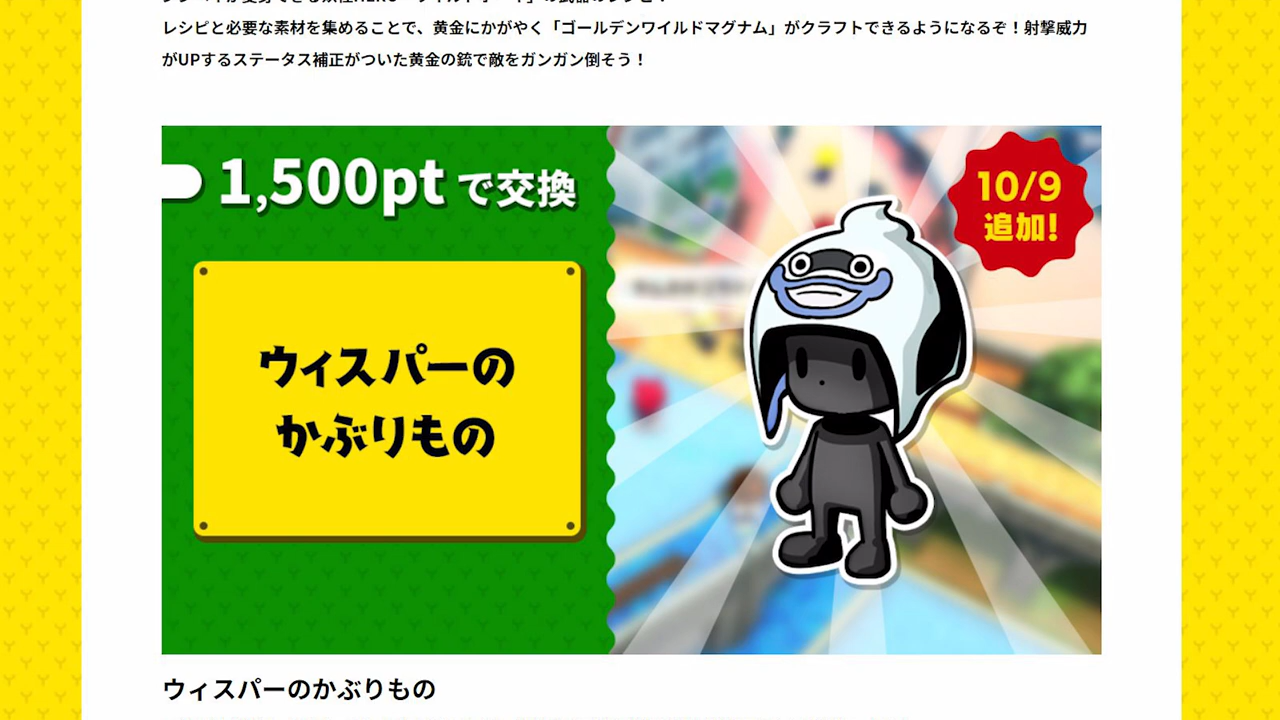 レシピと必要な素材を集めることで、黄金にかがやく「ゴールデンワイルドマグナム」がクラフトできるようになるぞ！射撃威力
がUPするステータス補正がついた黄金の銃で敵をガンガン倒そう！
1,500ptで交換
10/9
追加!
ウィスパーの
かぶりもの
ウィスパーのかぶりもの